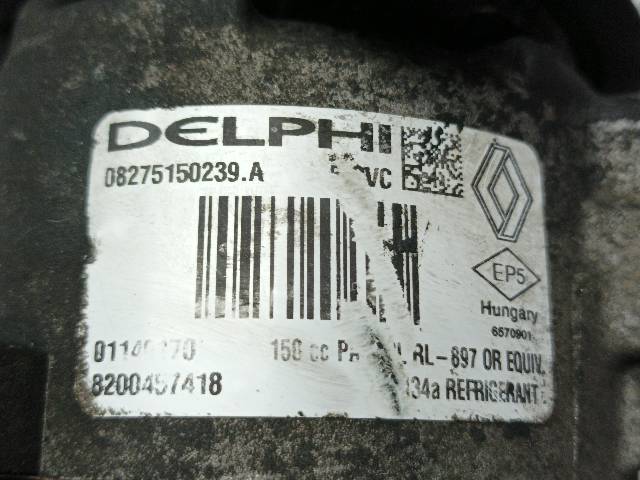 DELPHI
08275150239.A
EP5
Hungary
6570901
150 cc RL-897 OR EQUIV.
8200457418 REFRIGERANT